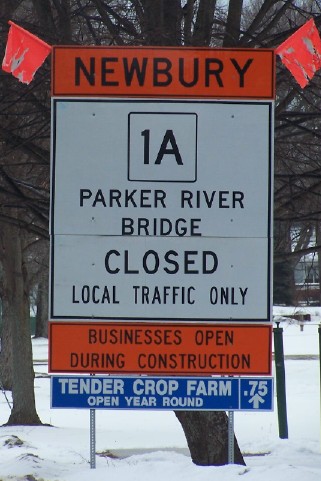 NEWBURY
1A
PARKER RIVER
BRIDGE
CLOSED
LOCAL TRAFFIC ONLY
BUSINESSES OPEN
DURING CONSTRUCTION
TENDER CROP FARM .75
OPEN YEAR ROUND